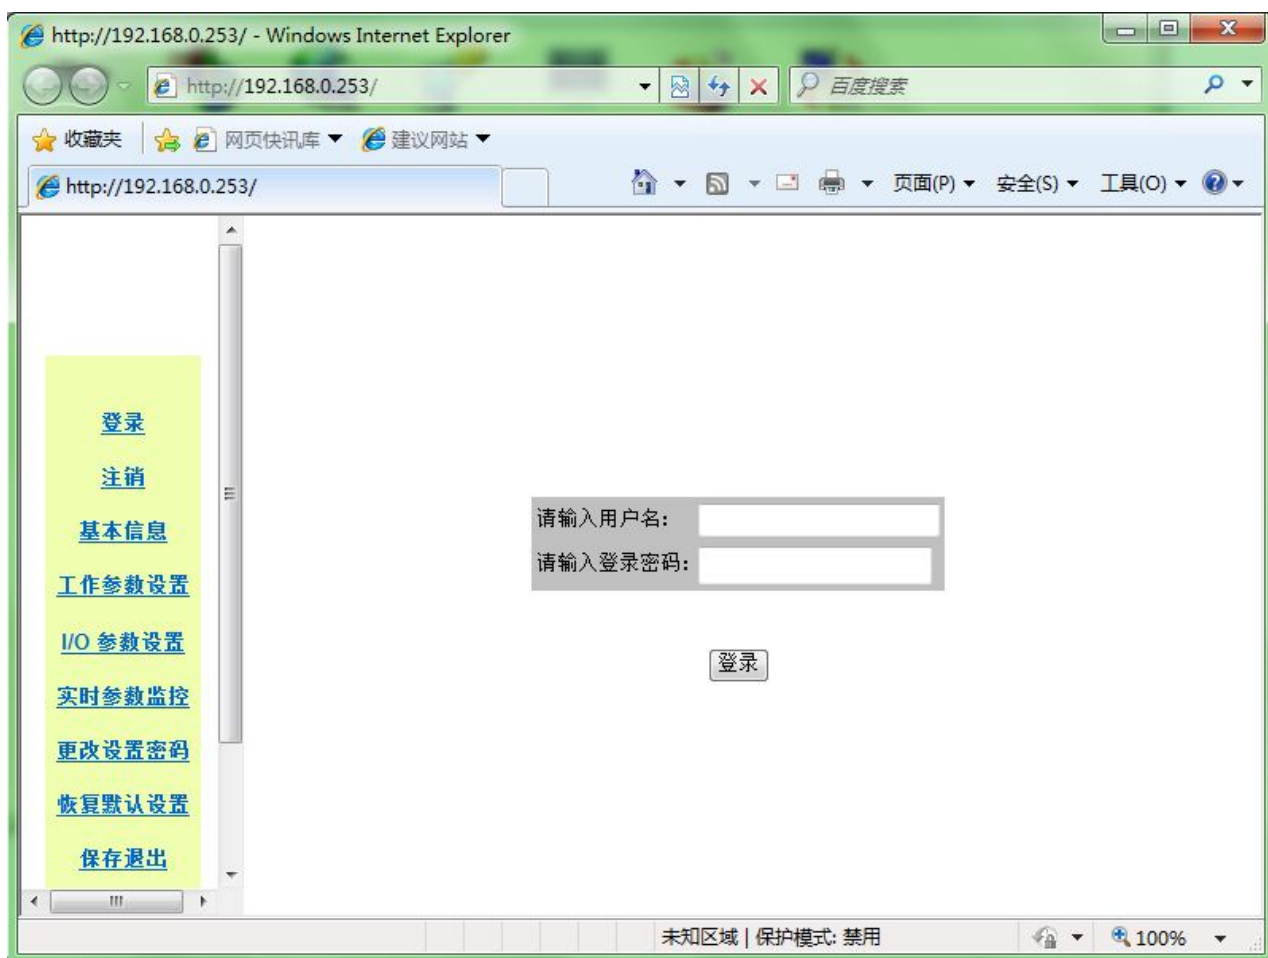 http://192.168.0.253/ - Windows Internet Explorer
http://192.168.0.253/
百度搜索
收藏夹 网页快讯库 建议网站
http://192.168.0.253/ 页面(P) 安全(S) 工具(O)
登录
注销
基本信息
工作参数设置
I/O 参数设置
实时参数监控
更改设置密码
恢复默认设置
保存退出
请输入用户名:
请输入登录密码:
登录
未知区域 | 保护模式: 禁用 100%